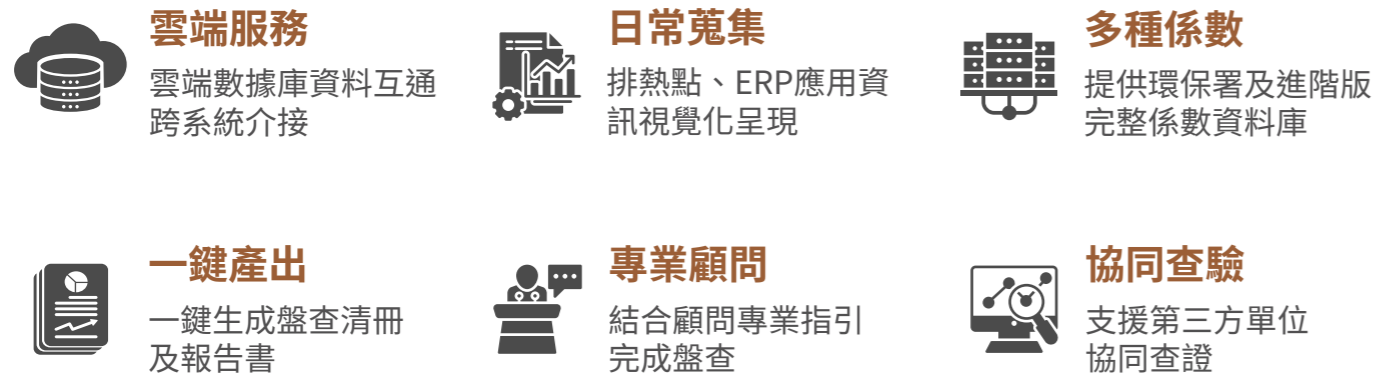 雲端服務
雲端數據庫資料互通
跨系統介接
日常蒐集
排熱點、ERP應用資
訊視覺化呈現
多種係數
提供環保署及進階版
完整係數資料庫
一鍵產出
一鍵生成盤查清冊
及報告書
專業顧問
結合顧問專業指引
完成盤查
協同查驗
支援第三方單位
協同查證